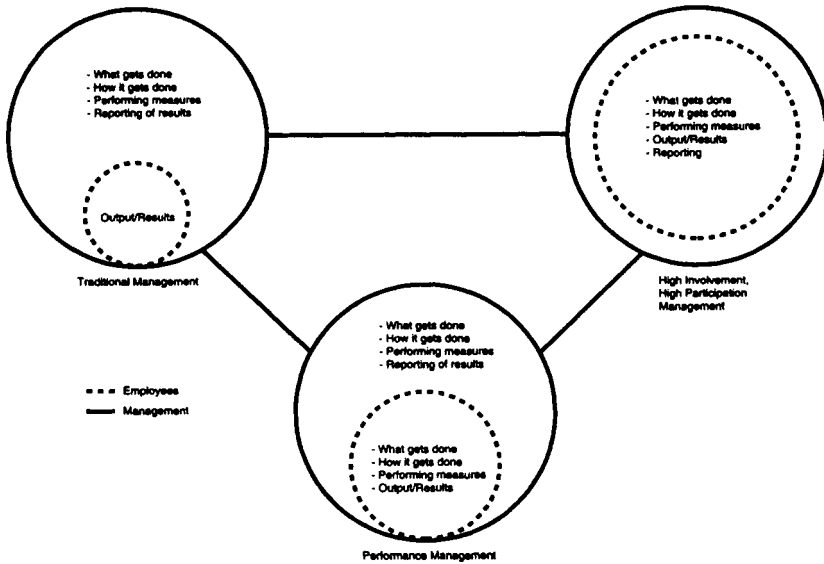 - What gets done
- How it gets done
- Performing measures
- Reporting of results
Output/Results
Traditional Management
- What gets done
- How it gets done
- Performing measures
- Output/Results
- Reporting
High Involvement,
High Participation
Management
- What gets done
- How it gets done
- Performing measures
- Reporting of results
- What gets done
- How it gets done
- Performing measures
- Output/Results
Performance Management
Employees
Management